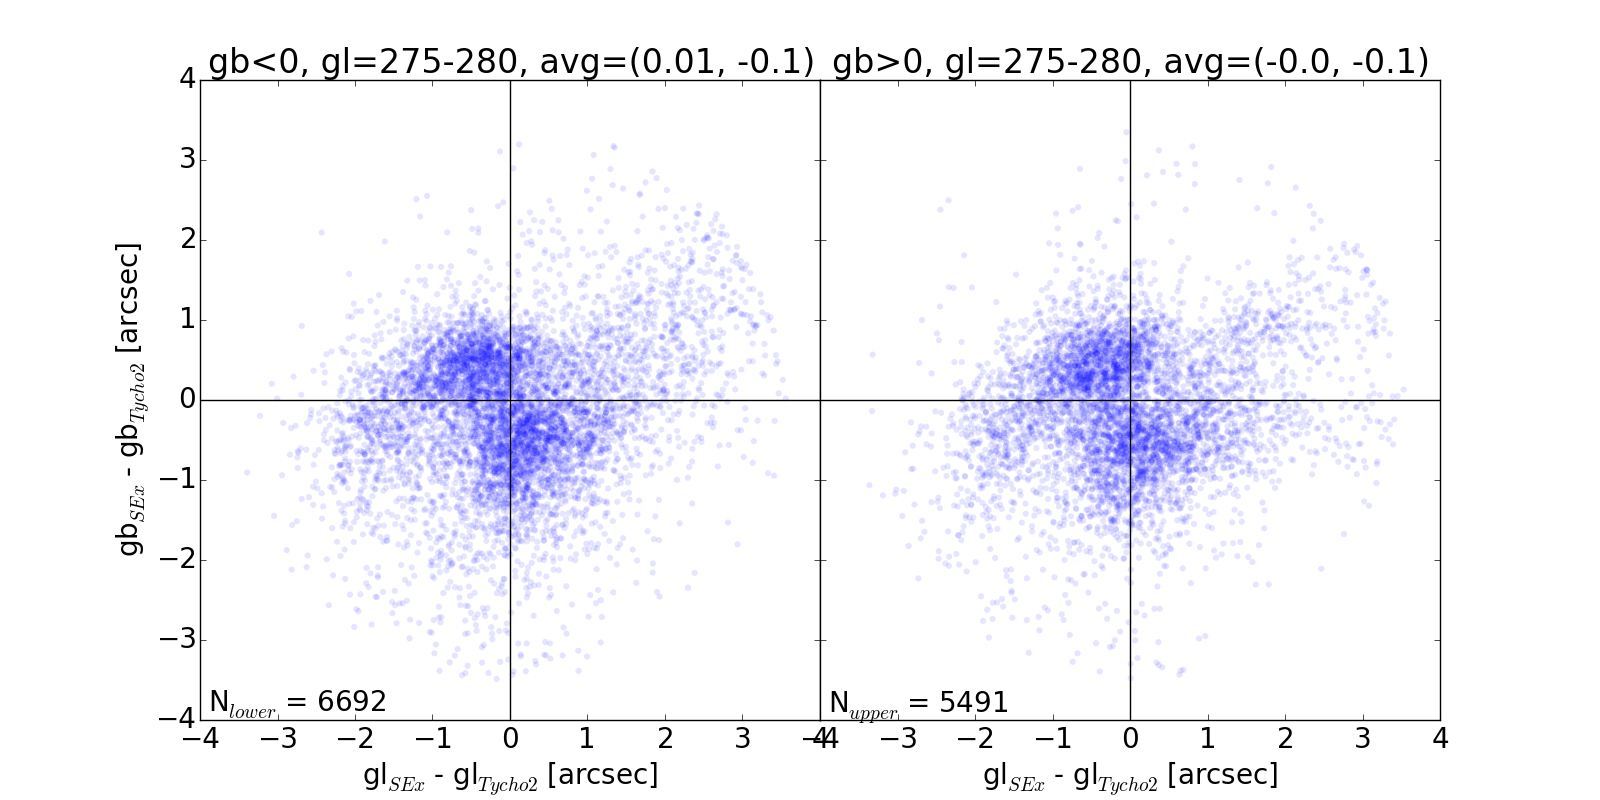 gb<0, gl=275-280, avg=(0.01, -0.1)
gb>0, gl=275-280, avg=(-0.0, -0.1)
4
3
2
1
0
−1
−2
−3
−4
gb_SEx - gb_Tycho2 [arcsec]
N_lower = 6692
N_upper = 5491
−4 −3 −2 −1 0 1 2 3 4
−4 −3 −2 −1 0 1 2 3 4
gl_SEx - gl_Tycho2 [arcsec]
gl_SEx - gl_Tycho2 [arcsec]